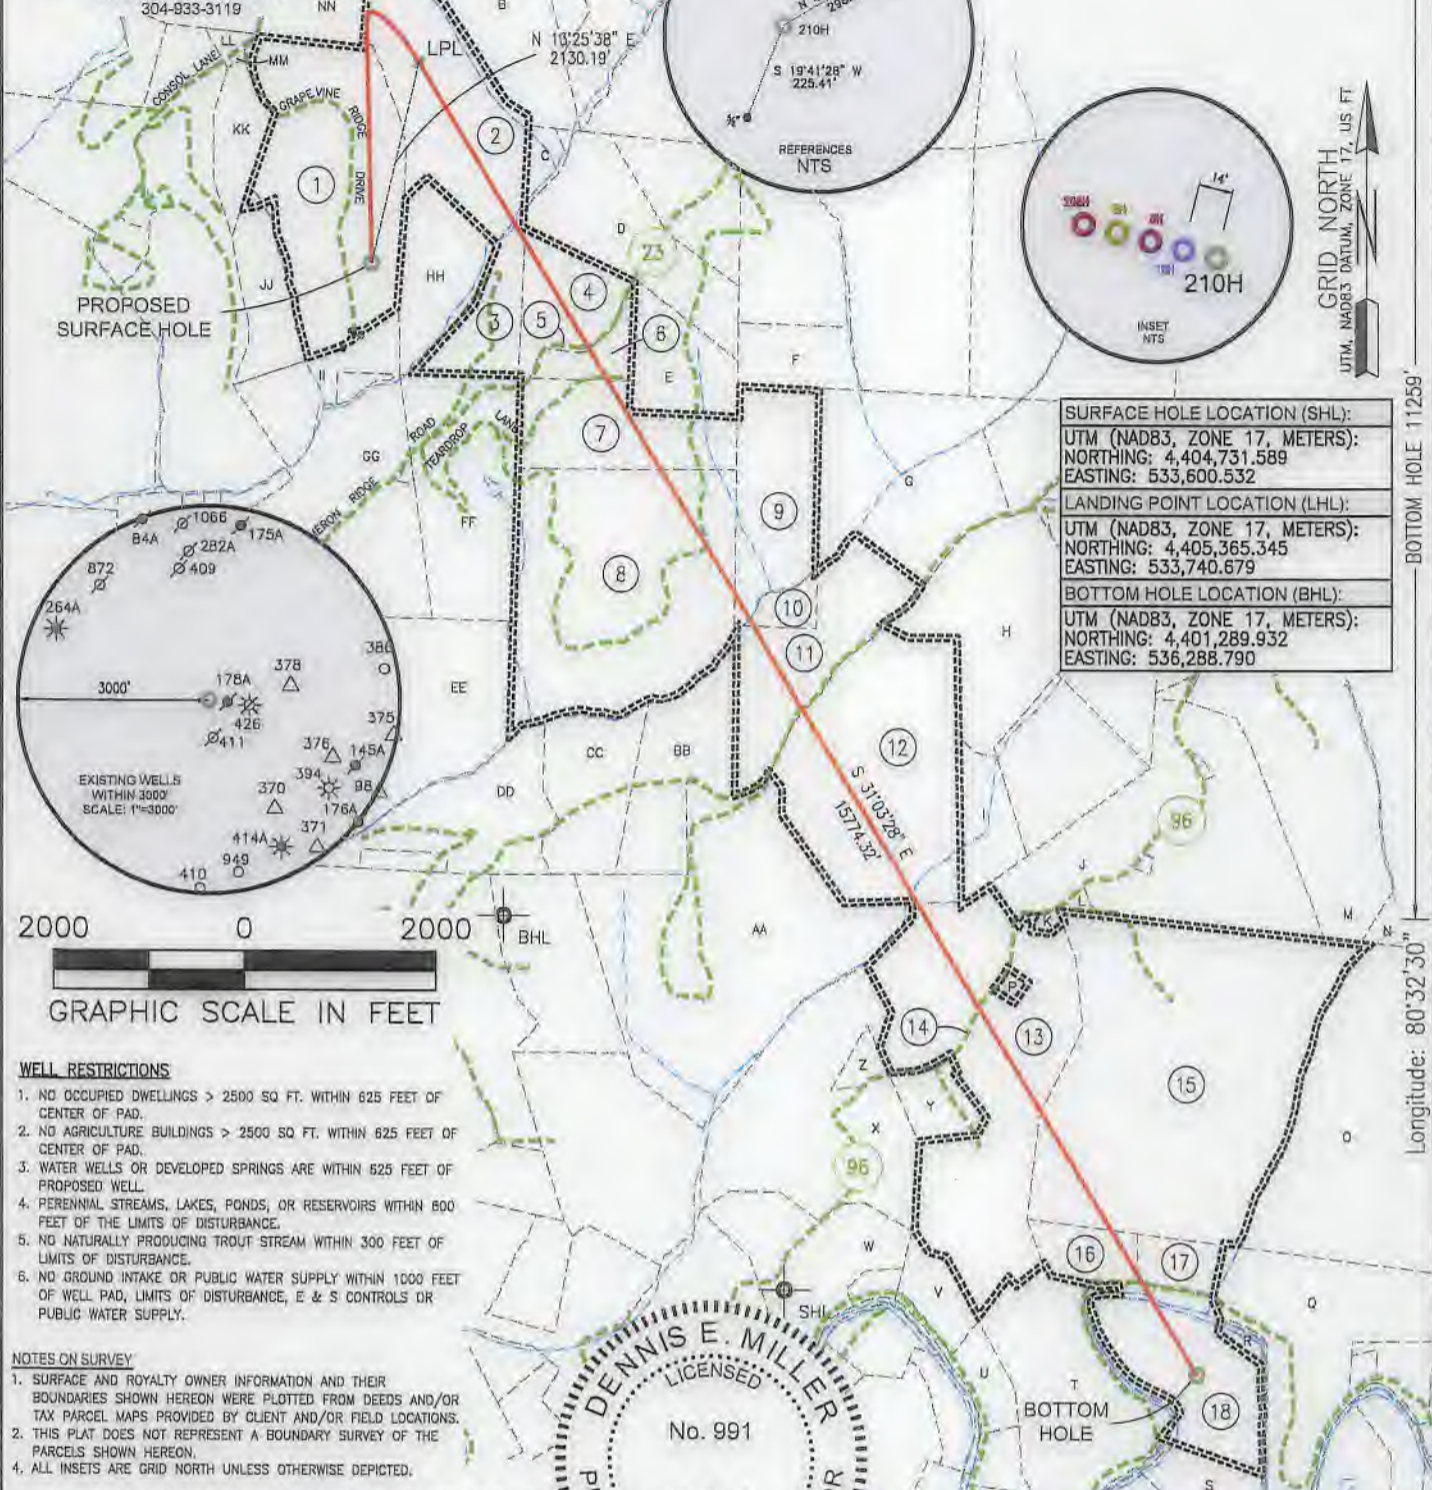 304-933-3119
NN
B
LL
MM
CONSOL LANE
GRAPE VINE
RIDGE
DRIVE
KK
LPL
N 13°25'38" E
2130.19'
210H
S 19°41'28" W
225.41'
REFERENCES
NTS
14'
210H
INSET
NTS
GRID NORTH
UTM, NAD83 DATUM, ZONE 17, US FT
BOTTOM HOLE 11259'
1
2
C
D
23
JJ
HH
PROPOSED
SURFACE HOLE
3
5
4
6
E
F
II
GG
RIDGE
ROAD
TEARDROP
LANE
FF
7
8
9
10
11
G
H
SURFACE HOLE LOCATION (SHL):
UTM (NAD83, ZONE 17, METERS):
NORTHING: 4,404,731.589
EASTING: 533,600.532
LANDING POINT LOCATION (LHL):
UTM (NAD83, ZONE 17, METERS):
NORTHING: 4,405,365.345
EASTING: 533,740.679
BOTTOM HOLE LOCATION (BHL):
UTM (NAD83, ZONE 17, METERS):
NORTHING: 4,401,289.932
EASTING: 536,288.790
84A
1066
175A
282A
409
872
264A
386
378
3000'
178A
426
411
375
376
145A
394
98
370
176A
371
414A
949
410
EXISTING WELLS
WITHIN 3000'
SCALE: 1"=3000'
EE
DD
CC
BB
12
S 31°03'28" E
15774.32'
96
J
L
K
M
N
2000 0 2000
GRAPHIC SCALE IN FEET
BHL
AA
P
14
13
15
Z
Y
X
96
O
W
V
16
17
Q
R
U
T
18
S
BOTTOM
HOLE
SHL
Longitude: 80°32'30"
WELL RESTRICTIONS
1. NO OCCUPIED DWELLINGS > 2500 SQ FT. WITHIN 625 FEET OF
CENTER OF PAD.
2. NO AGRICULTURE BUILDINGS > 2500 SQ FT. WITHIN 625 FEET OF
CENTER OF PAD.
3. WATER WELLS OR DEVELOPED SPRINGS ARE WITHIN 625 FEET OF
PROPOSED WELL.
4. PERENNIAL STREAMS, LAKES, PONDS, OR RESERVOIRS WITHIN 600
FEET OF THE LIMITS OF DISTURBANCE.
5. NO NATURALLY PRODUCING TROUT STREAM WITHIN 300 FEET OF
LIMITS OF DISTURBANCE.
6. NO GROUND INTAKE OR PUBLIC WATER SUPPLY WITHIN 1000 FEET
OF WELL PAD, LIMITS OF DISTURBANCE, E & S CONTROLS OR
PUBLIC WATER SUPPLY.
NOTES ON SURVEY
1. SURFACE AND ROYALTY OWNER INFORMATION AND THEIR
BOUNDARIES SHOWN HEREON WERE PLOTTED FROM DEEDS AND/OR
TAX PARCEL MAPS PROVIDED BY CLIENT AND/OR FIELD LOCATIONS.
2. THIS PLAT DOES NOT REPRESENT A BOUNDARY SURVEY OF THE
PARCELS SHOWN HEREON.
4. ALL INSETS ARE GRID NORTH UNLESS OTHERWISE DEPICTED.
DENNIS E. MILLER
LICENSED
No. 991